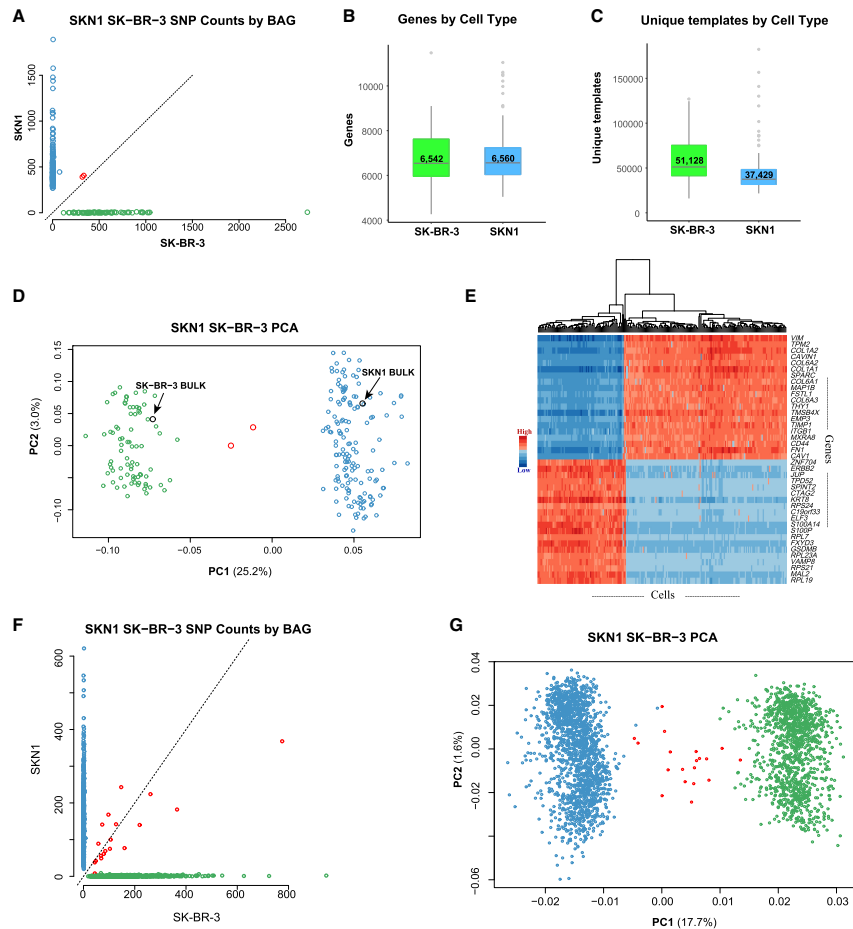 A
SKN1 SK−BR−3 SNP Counts by BAG
SKN1
1500
1000
500
0
0 500 1000 1500 2000 2500
SK-BR-3
B
Genes by Cell Type
Genes
10000
8000
6000
4000
6,542
6,560
SK-BR-3 SKN1
C
Unique templates by Cell Type
Unique templates
150000
100000
50000
0
51,128
37,429
SK-BR-3 SKN1
D
SKN1 SK−BR−3 PCA
PC2 (3.0%)
0.15
0.10
0.05
0.00
−0.10
SK−BR−3 BULK
SKN1 BULK
−0.10 −0.05 0.00 0.05
PC1 (25.2%)
E
High
Low
VIM
TPM2
COL1A2
CAVIN1
COL6A2
COL1A1
SPARC
COL6A1
MAP1B
FSTL1
COL6A3
THY1
TMSB4X
EMP3
TIMP1
ITGB1
MXRA8
CD44
FN1
CAV1
ZNF704
ERBB2
JUP
TPD52
SPINT2
CTAG2
KRT8
RPS24
C19orf33
ELF3
S100A14
S100P
RPL7
FXYD3
GSDMB
RPL23A
VAMP8
RPS21
MAL2
RPL19
Genes
Cells
F
SKN1 SK−BR−3 SNP Counts by BAG
SKN1
600
400
200
0
0 200 400 600 800
SK-BR-3
G
SKN1 SK−BR−3 PCA
PC2 (1.6%)
0.04
0.02
0.00
−0.02
−0.06
−0.02 −0.01 0.00 0.01 0.02 0.03
PC1 (17.7%)